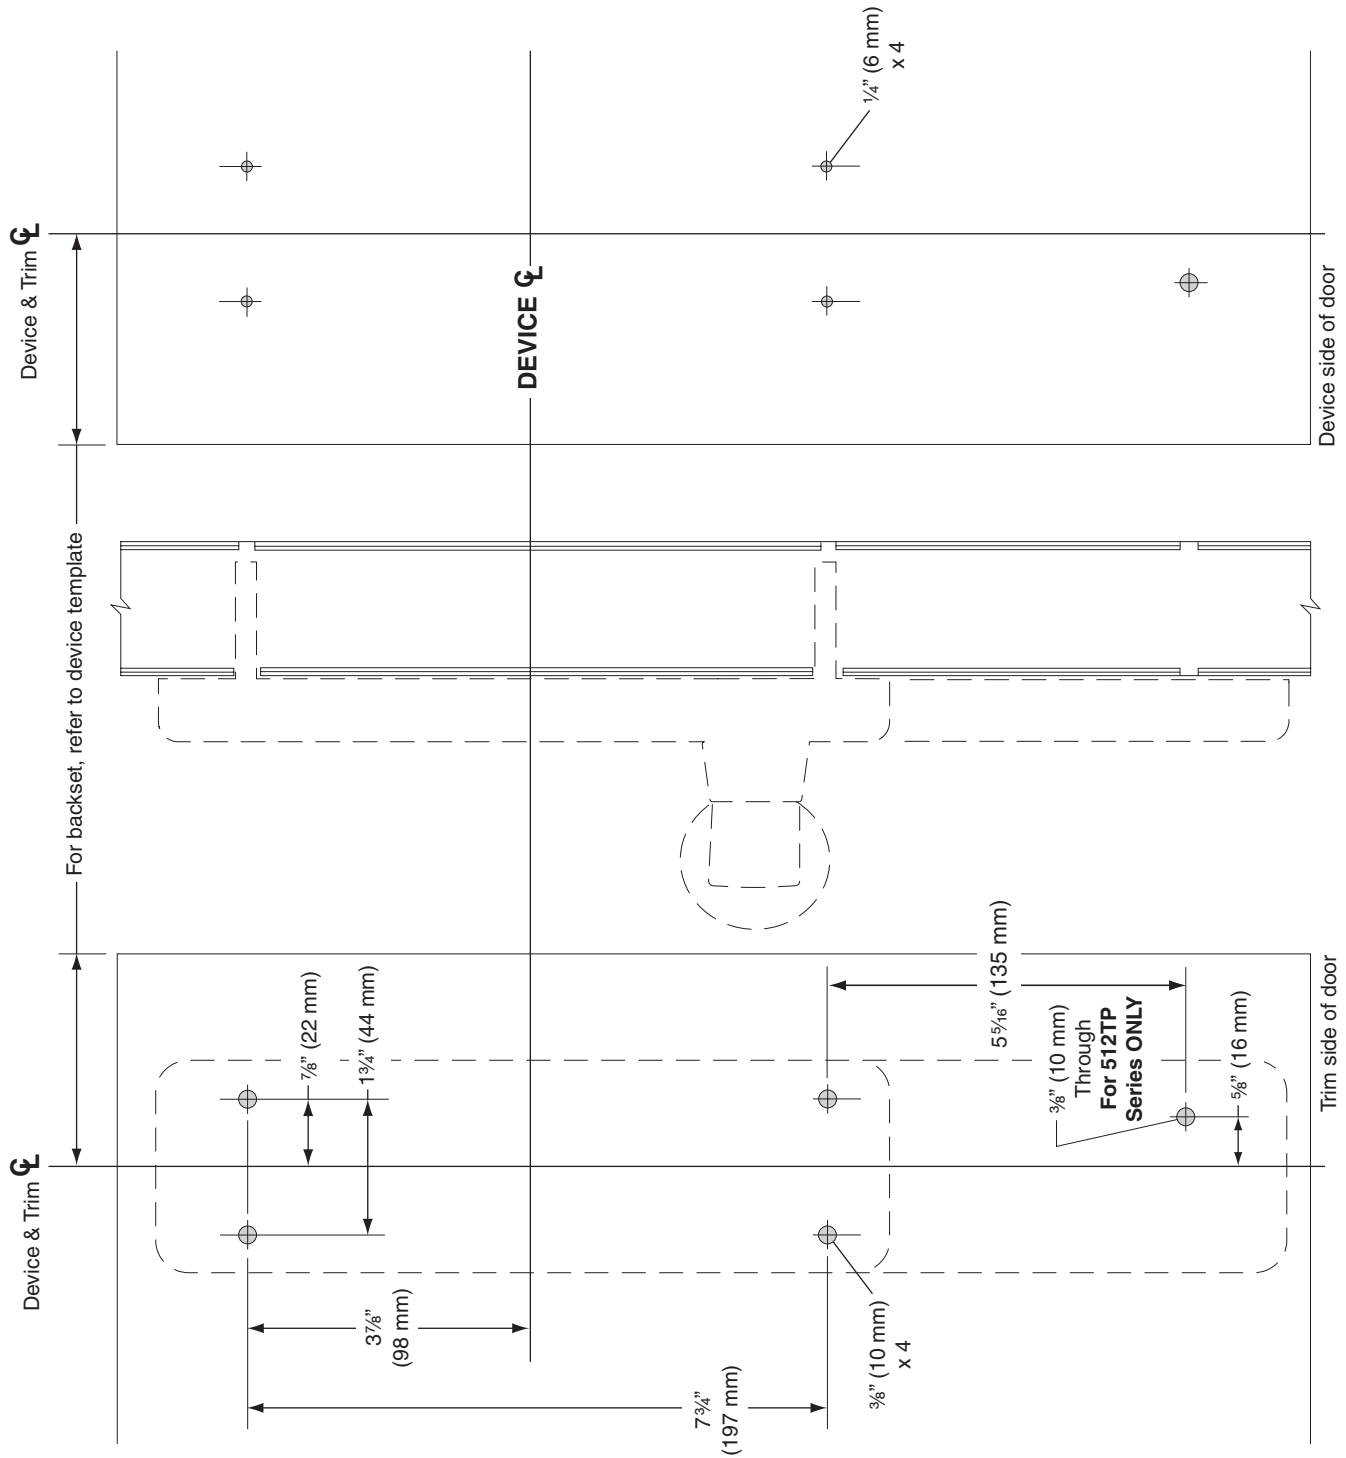 Device & Trim ℄
Device & Trim ℄
For backset, refer to device template
DEVICE ℄
¼” (6 mm)
x 4
⅞” (22 mm)
1¾” (44 mm)
3⅞”
(98 mm)
7¾”
(197 mm)
⅜” (10 mm)
x 4
5 5⁄16” (135 mm)
⅜” (10 mm)
Through
For 512TP
Series ONLY
⅝” (16 mm)
Trim side of door
Device side of door